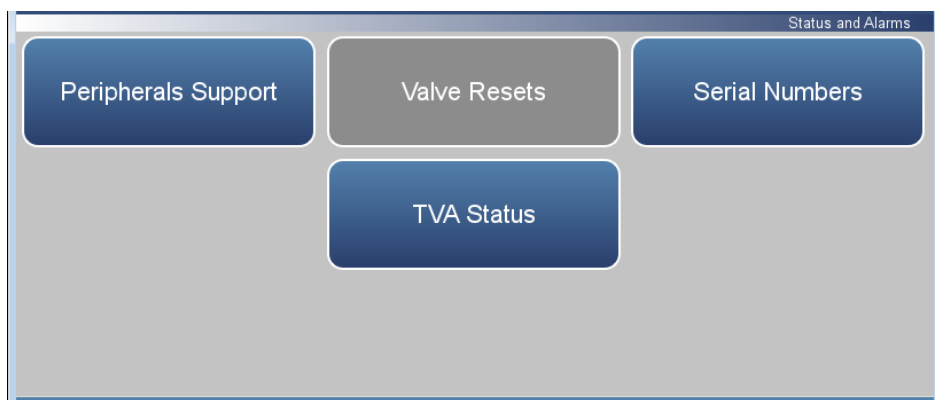 Status and Alarms
Peripherals Support
Valve Resets
Serial Numbers
TVA Status